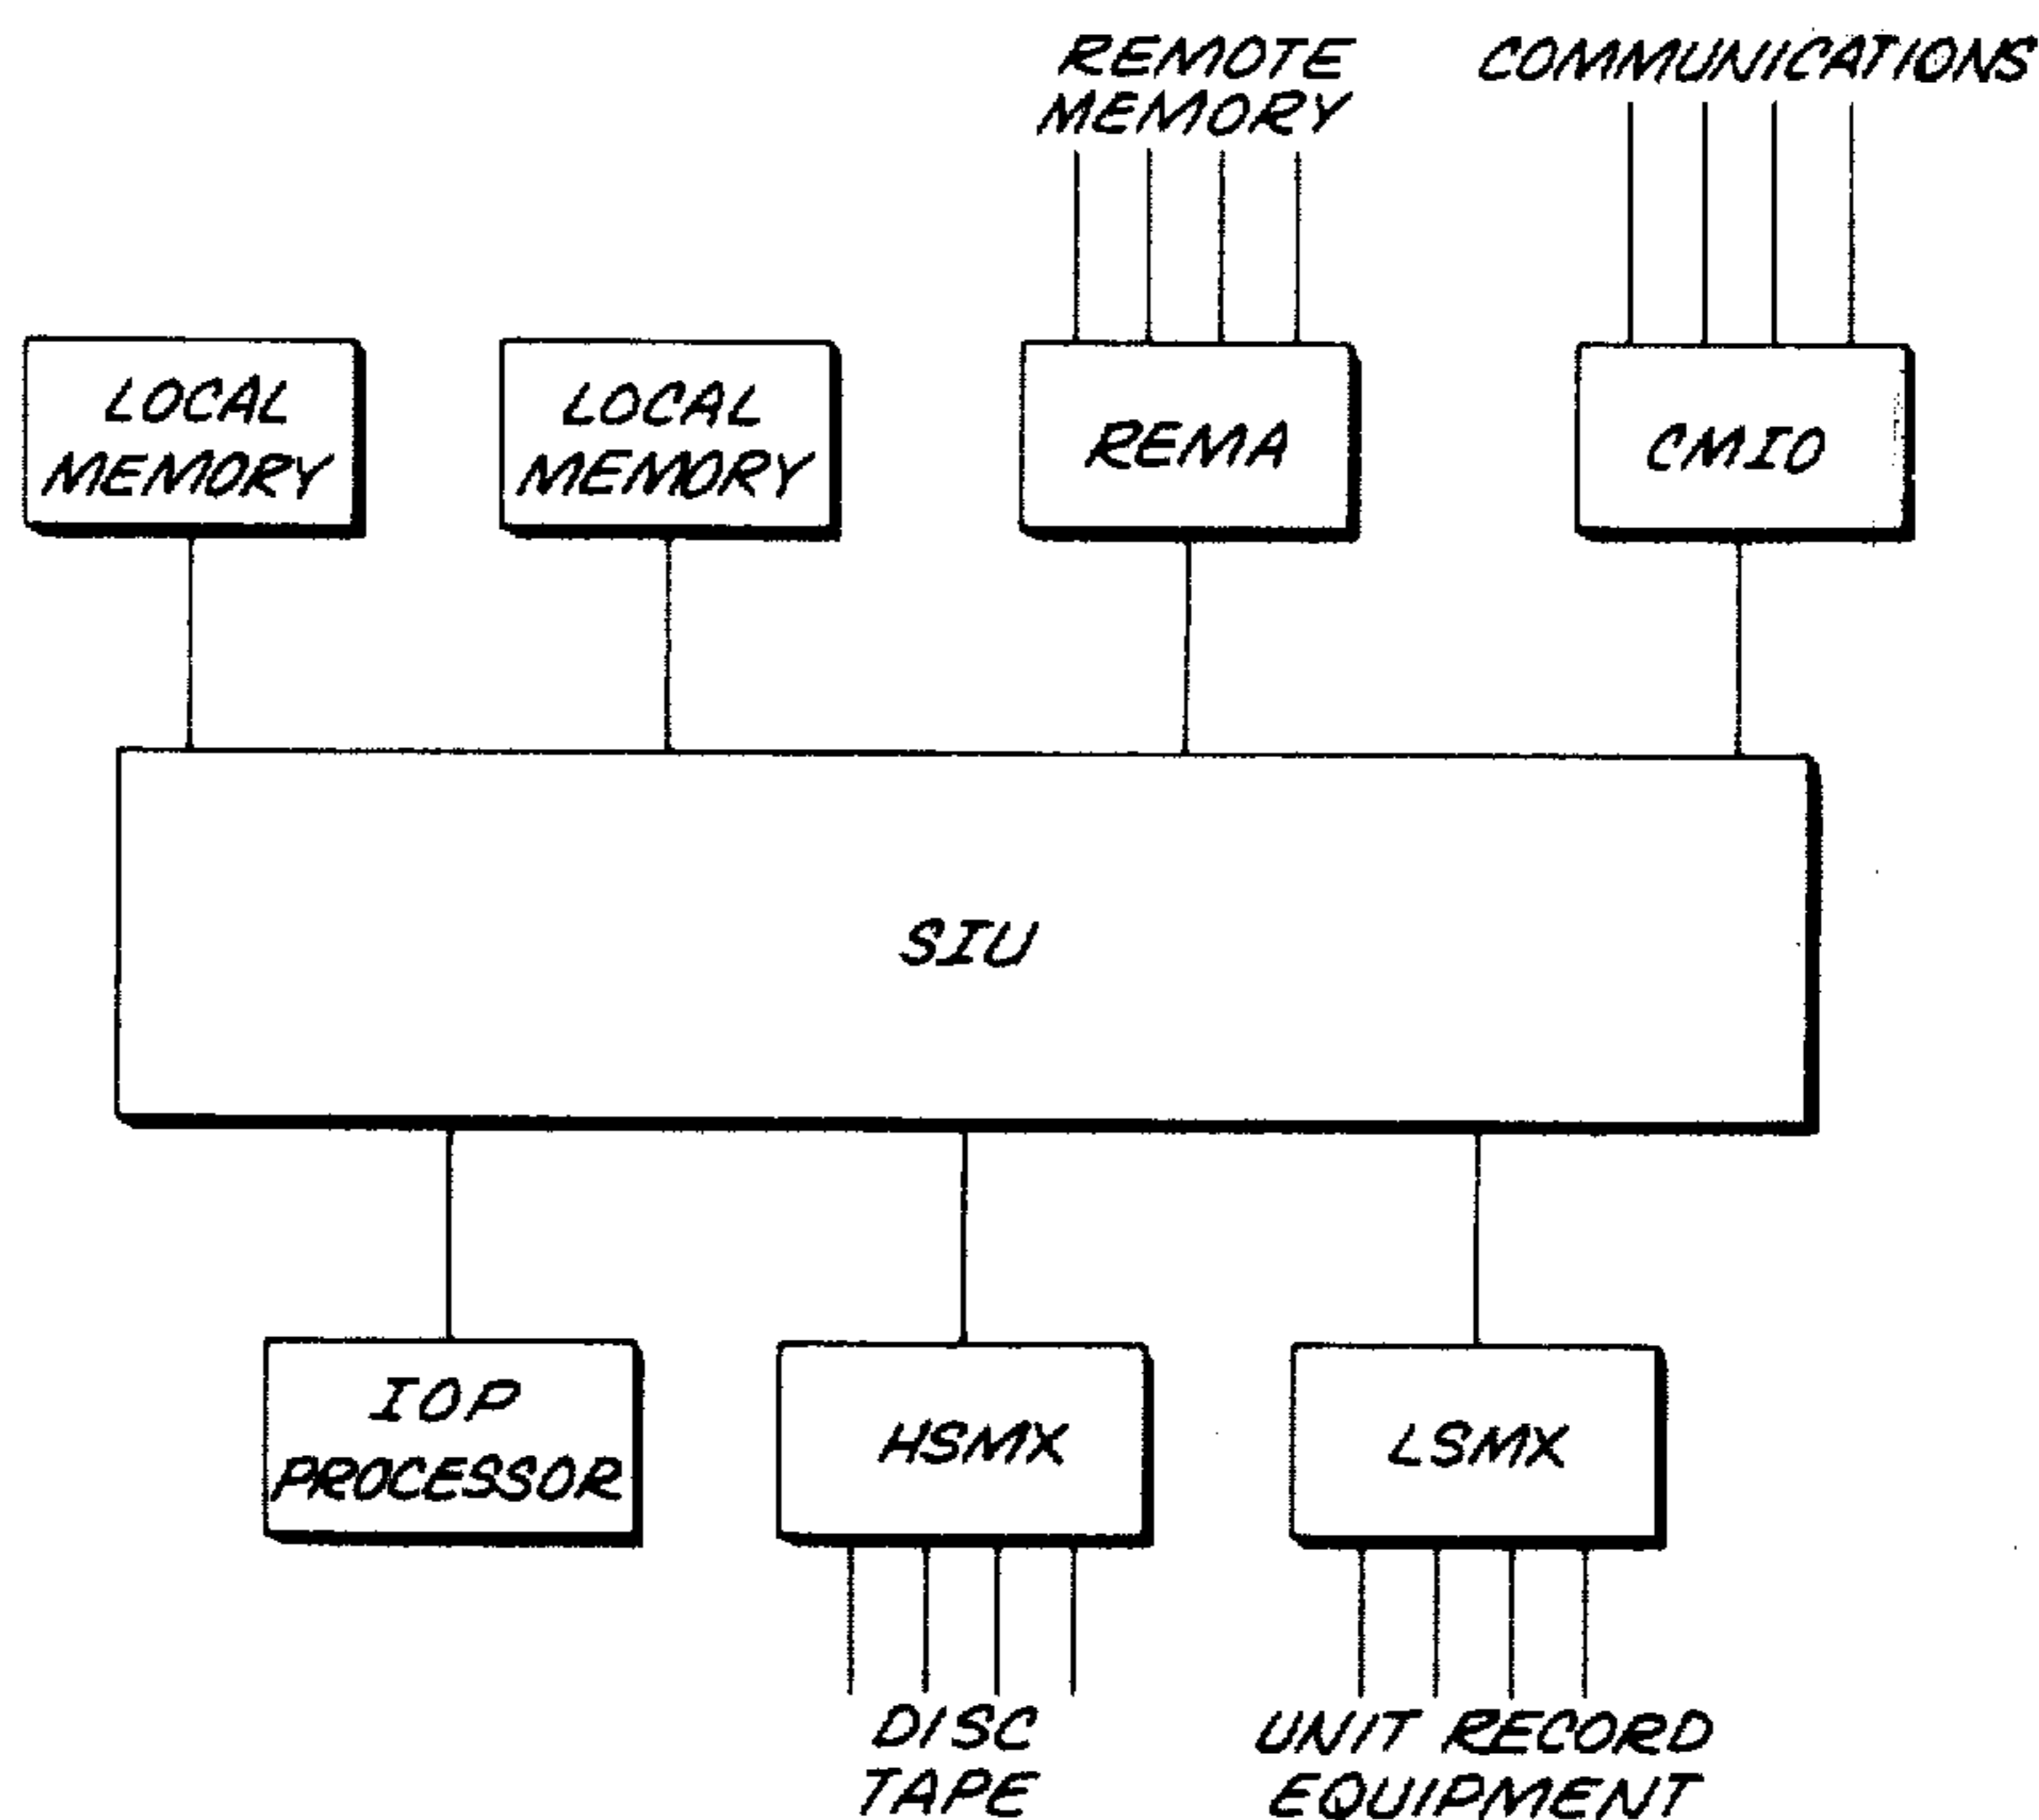 REMOTE
MEMORY
COMMUNICATIONS
LOCAL
MEMORY
LOCAL
MEMORY
REMA
CMIO
SIU
IOP
PROCESSOR
HSMX
LSMX
DISC
TAPE
UNIT RECORD
EQUIPMENT